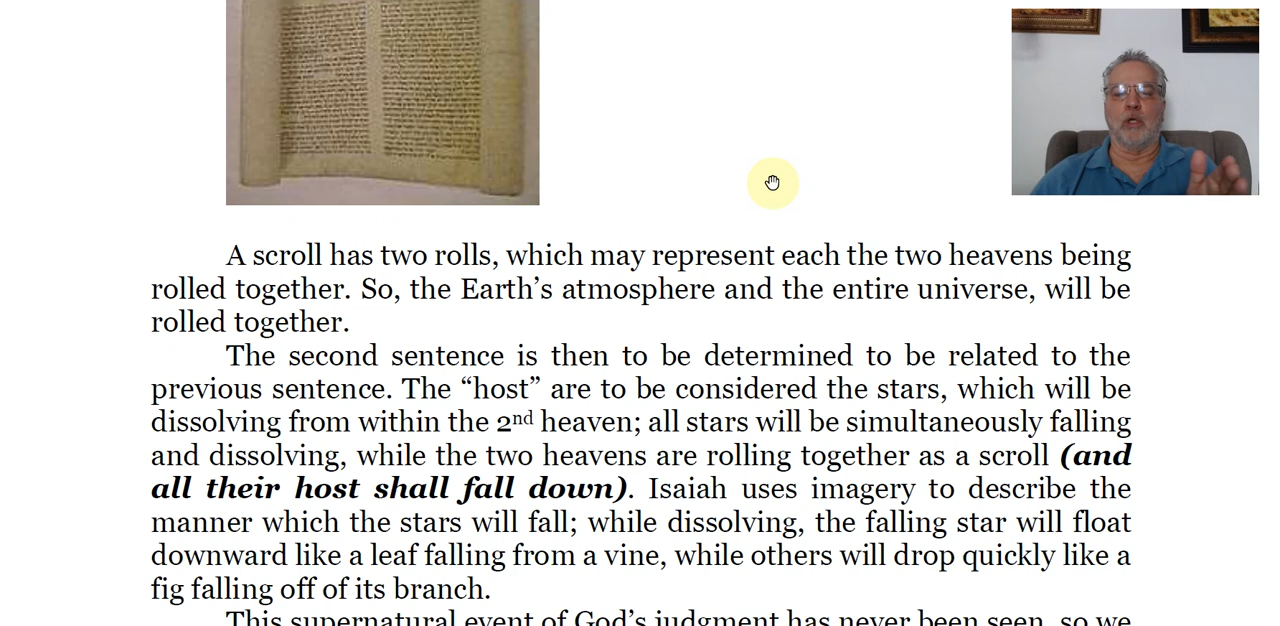 A scroll has two rolls, which may represent each the two heavens being
rolled together. So, the Earth’s atmosphere and the entire universe, will be
rolled together.
The second sentence is then to be determined to be related to the
previous sentence. The “host” are to be considered the stars, which will be
dissolving from within the 2nd heaven; all stars will be simultaneously falling
and dissolving, while the two heavens are rolling together as a scroll (and
all their host shall fall down). Isaiah uses imagery to describe the
manner which the stars will fall; while dissolving, the falling star will float
downward like a leaf falling from a vine, while others will drop quickly like a
fig falling off of its branch.
This supernatural event of God’s judgment has never been seen, so we